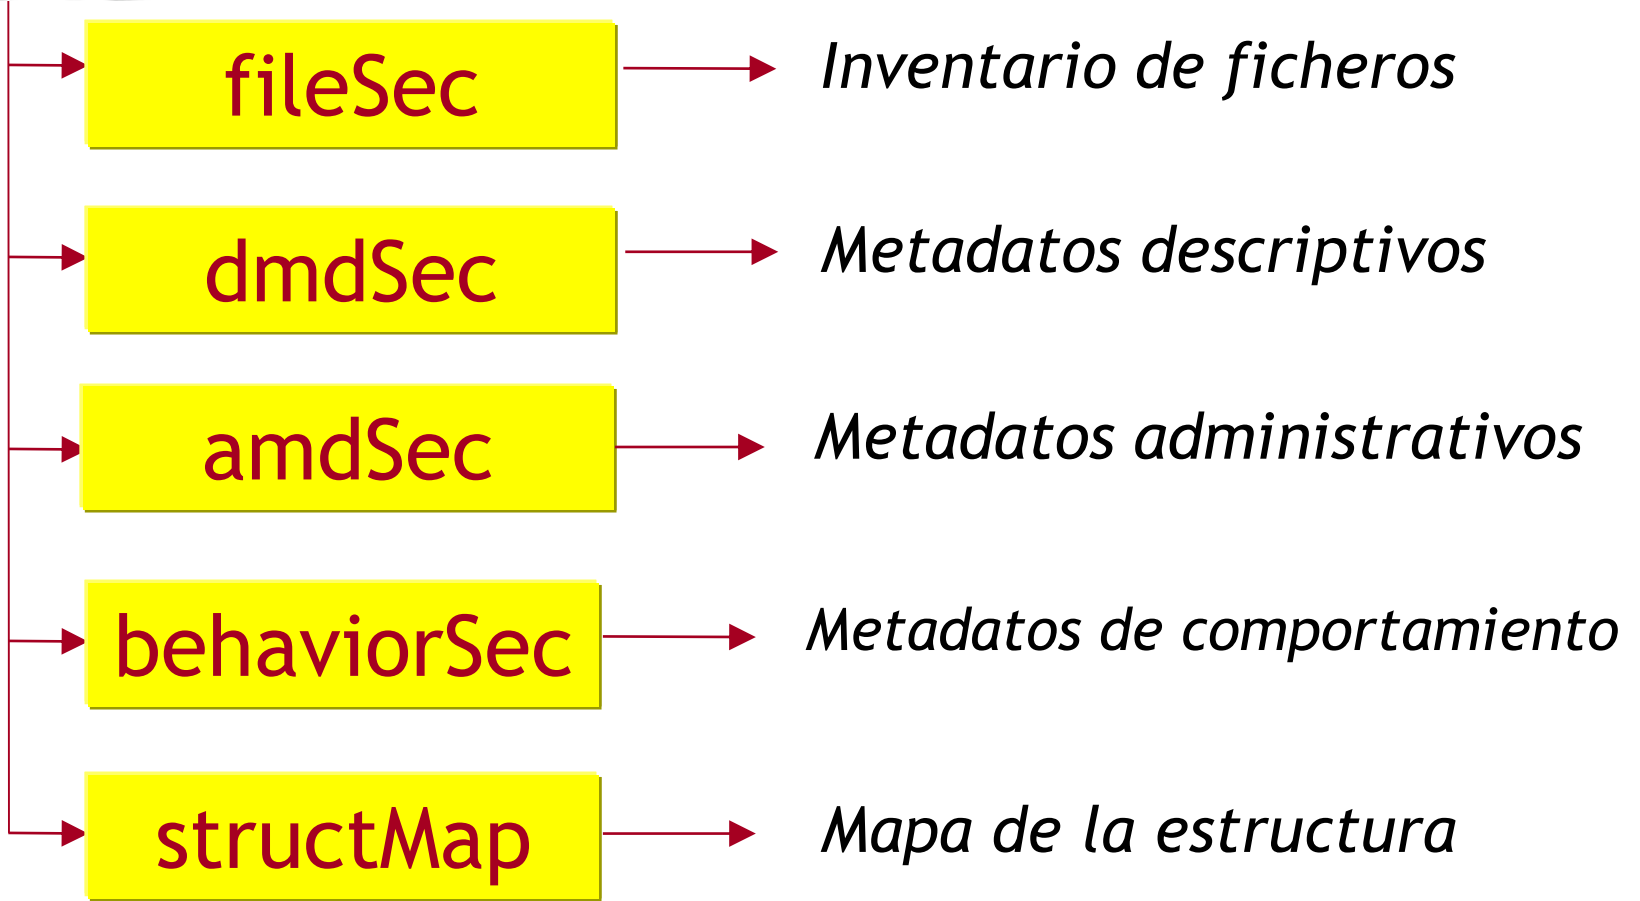 fileSec
Inventario de ficheros
dmdSec
Metadatos descriptivos
amdSec
Metadatos administrativos
behaviorSec
Metadatos de comportamiento
structMap
Mapa de la estructura